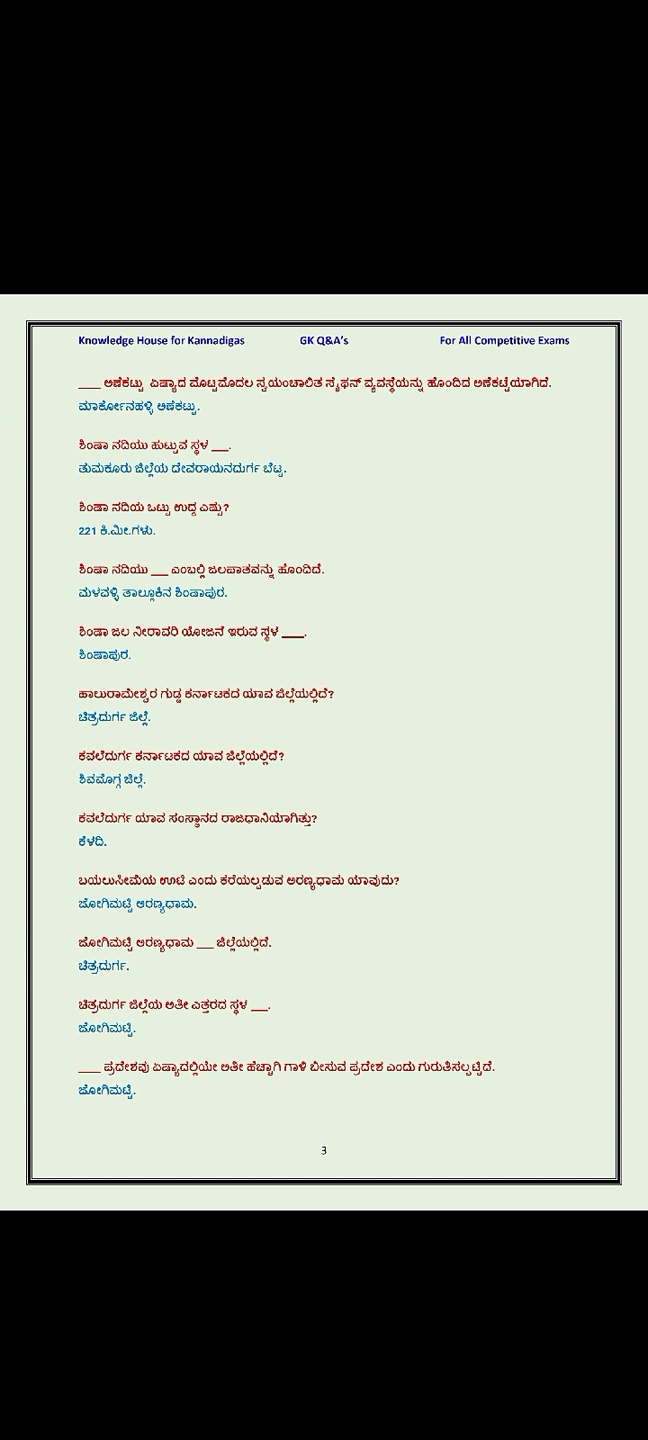 Knowledge House for Kannadigas GK Q&A's For All Competitive Exams
____ ಅಣೆಕಟ್ಟು ಏಷ್ಯಾದ ಮೊಟ್ಟಮೊದಲ ಸ್ವಯಂಚಾಲಿತ ಸೈಫನ್ ವ್ಯವಸ್ಥೆಯನ್ನು ಹೊಂದಿದ ಅಣೆಕಟ್ಟೆಯಾಗಿದೆ.
ಮಾರ್ಕೋನಹಳ್ಳಿ ಅಣೆಕಟ್ಟು.
ಶಿಂಷಾ ನದಿಯು ಹುಟ್ಟುವ ಸ್ಥಳ ___.
ತುಮಕೂರು ಜಿಲ್ಲೆಯ ದೇವರಾಯನದುರ್ಗ ಬೆಟ್ಟ.
ಶಿಂಷಾ ನದಿಯ ಒಟ್ಟು ಉದ್ದ ಎಷ್ಟು?
221 ಕಿ.ಮೀ.ಗಳು.
ಶಿಂಷಾ ನದಿಯು ___ ಎಂಬಲ್ಲಿ ಜಲಪಾತವನ್ನು ಹೊಂದಿದೆ.
ಮಳವಳ್ಳಿ ತಾಲ್ಲೂಕಿನ ಶಿಂಷಾಪುರ.
ಶಿಂಷಾ ಜಲ ನೀರಾವರಿ ಯೋಜನೆ ಇರುವ ಸ್ಥಳ ____.
ಶಿಂಷಾಪುರ.
ಹಾಲುರಾಮೇಶ್ವರ ಗುಡ್ಡ ಕರ್ನಾಟಕದ ಯಾವ ಜಿಲ್ಲೆಯಲ್ಲಿದೆ?
ಚಿತ್ರದುರ್ಗ ಜಿಲ್ಲೆ.
ಕವಲೆದುರ್ಗ ಕರ್ನಾಟಕದ ಯಾವ ಜಿಲ್ಲೆಯಲ್ಲಿದೆ?
ಶಿವಮೊಗ್ಗ ಜಿಲ್ಲೆ.
ಕವಲೆದುರ್ಗ ಯಾವ ಸಂಸ್ಥಾನದ ರಾಜಧಾನಿಯಾಗಿತ್ತು?
ಕೆಳದಿ.
ಬಯಲುಸೀಮೆಯ ಊಟಿ ಎಂದು ಕರೆಯಲ್ಪಡುವ ಅರಣ್ಯಧಾಮ ಯಾವುದು?
ಜೋಗಿಮಟ್ಟಿ ಅರಣ್ಯಧಾಮ.
ಜೋಗಿಮಟ್ಟಿ ಅರಣ್ಯಧಾಮ ___ ಜಿಲ್ಲೆಯಲ್ಲಿದೆ.
ಚಿತ್ರದುರ್ಗ.
ಚಿತ್ರದುರ್ಗ ಜಿಲ್ಲೆಯ ಅತೀ ಎತ್ತರದ ಸ್ಥಳ ___.
ಜೋಗಿಮಟ್ಟಿ.
____ ಪ್ರದೇಶವು ಏಷ್ಯಾದಲ್ಲಿಯೇ ಅತೀ ಹೆಚ್ಚಾಗಿ ಗಾಳಿ ಬೀಸುವ ಪ್ರದೇಶ ಎಂದು ಗುರುತಿಸಲ್ಪಟ್ಟಿದೆ.
ಜೋಗಿಮಟ್ಟಿ.
3